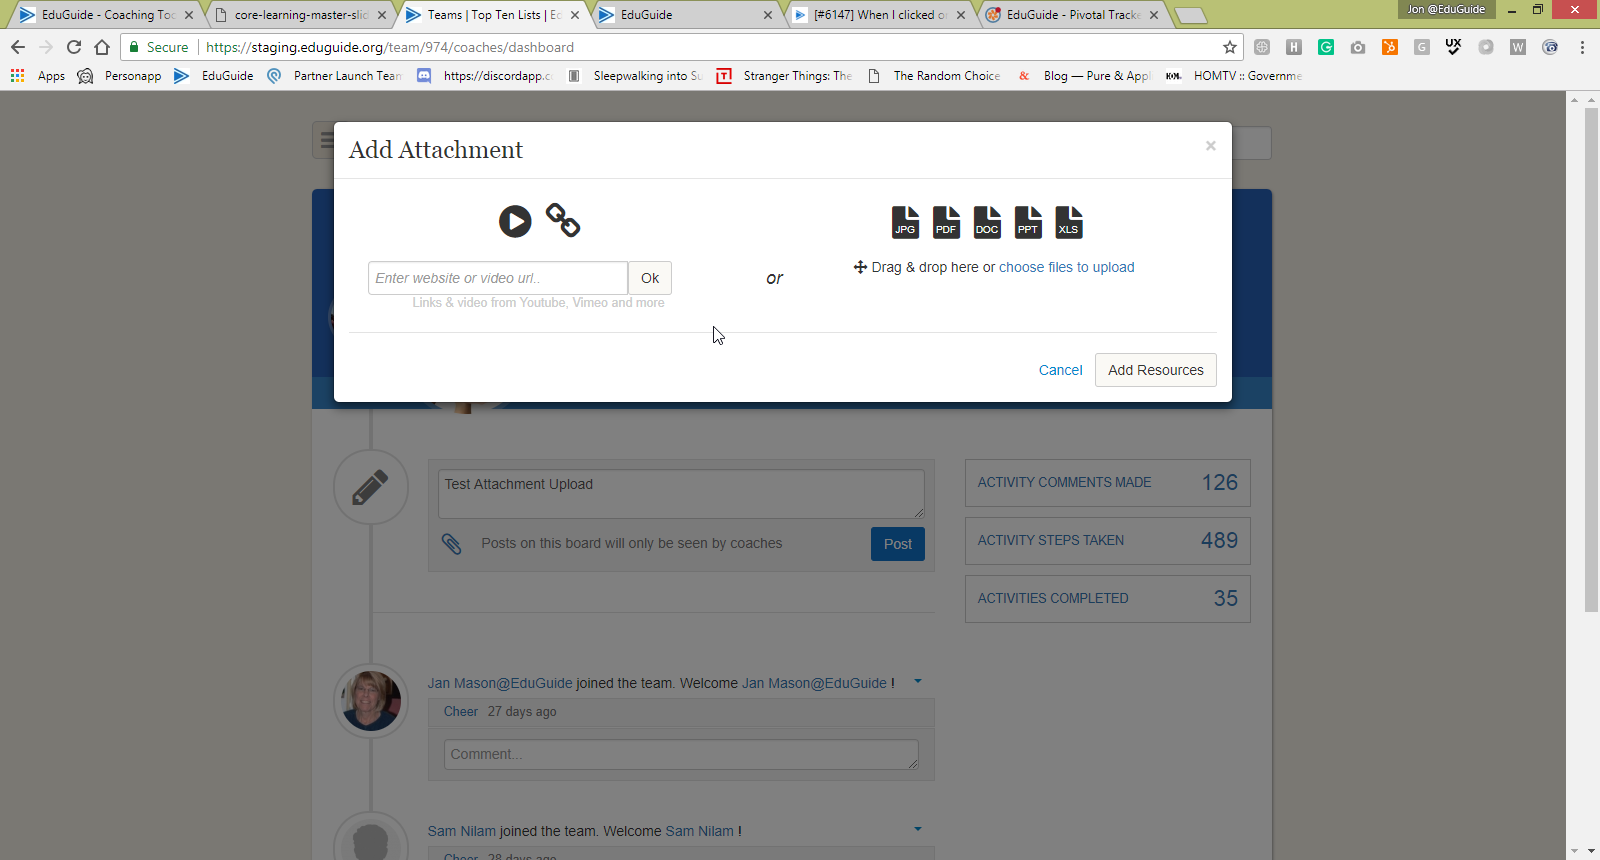 EduGuide - Coaching Too
core-learning-master-slid
Teams | Top Ten Lists | Ed
EduGuide
[#6147] When I clicked o
EduGuide - Pivotal Tracke
Jon @EduGuide
Secure
https://staging.eduguide.org/team/974/coaches/dashboard
Apps
Personapp
EduGuide
Partner Launch Team
https://discordapp.c
Sleepwalking into Su
Stranger Things: The
The Random Choice
Blog — Pure & Appl
HOMTV :: Governme
Add Attachment
×
JPG
PDF
DOC
PPT
XLS
Enter website or video url..
Ok
Links & video from Youtube, Vimeo and more
or
Drag & drop here or choose files to upload
Cancel
Add Resources
Test Attachment Upload
Posts on this board will only be seen by coaches
Post
ACTIVITY COMMENTS MADE 126
ACTIVITY STEPS TAKEN 489
ACTIVITIES COMPLETED 35
Jan Mason@EduGuide joined the team. Welcome Jan Mason@EduGuide !
Cheer 27 days ago
Comment...
Sam Nilam joined the team. Welcome Sam Nilam !
Cheer 28 days ago